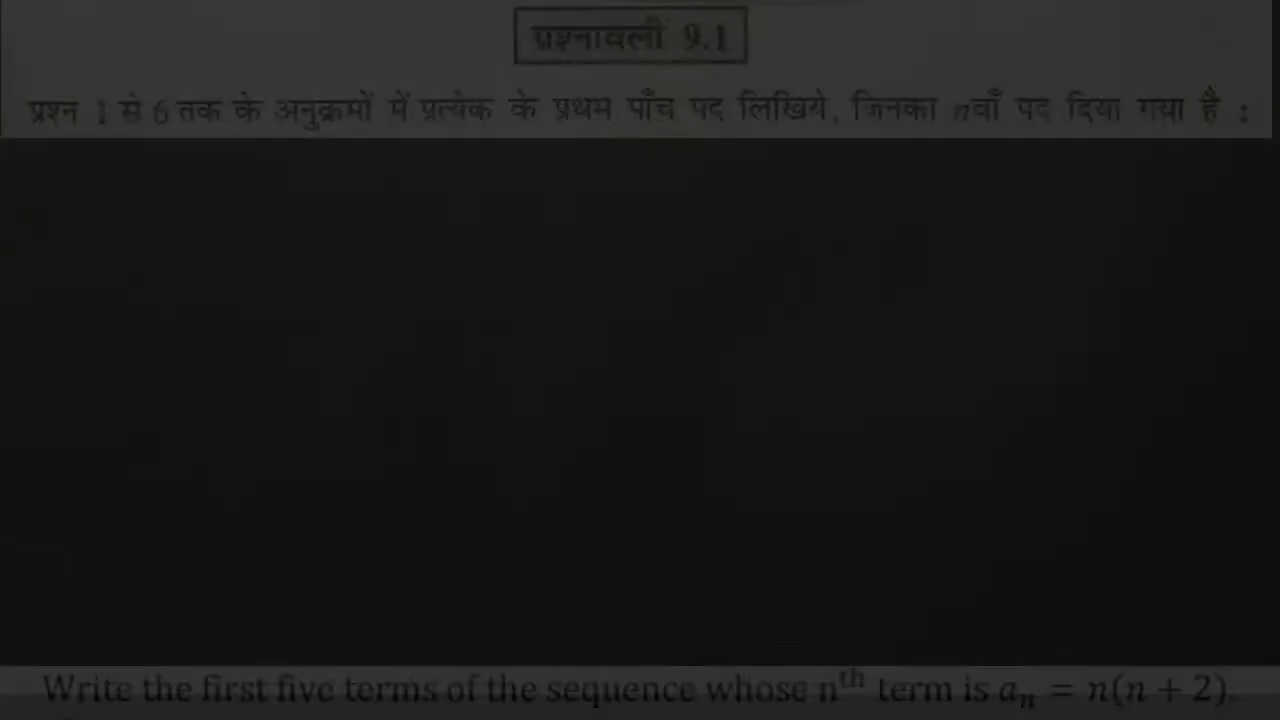 प्रश्नावली 9.1
प्रश्न 1 से 6 तक के अनुक्रमों में प्रत्येक के प्रथम पाँच पद लिखिये, जिनका nवाँ पद दिया गया है :
Write the first five terms of the sequence whose nᵗʰ term is aₙ = n(n + 2).